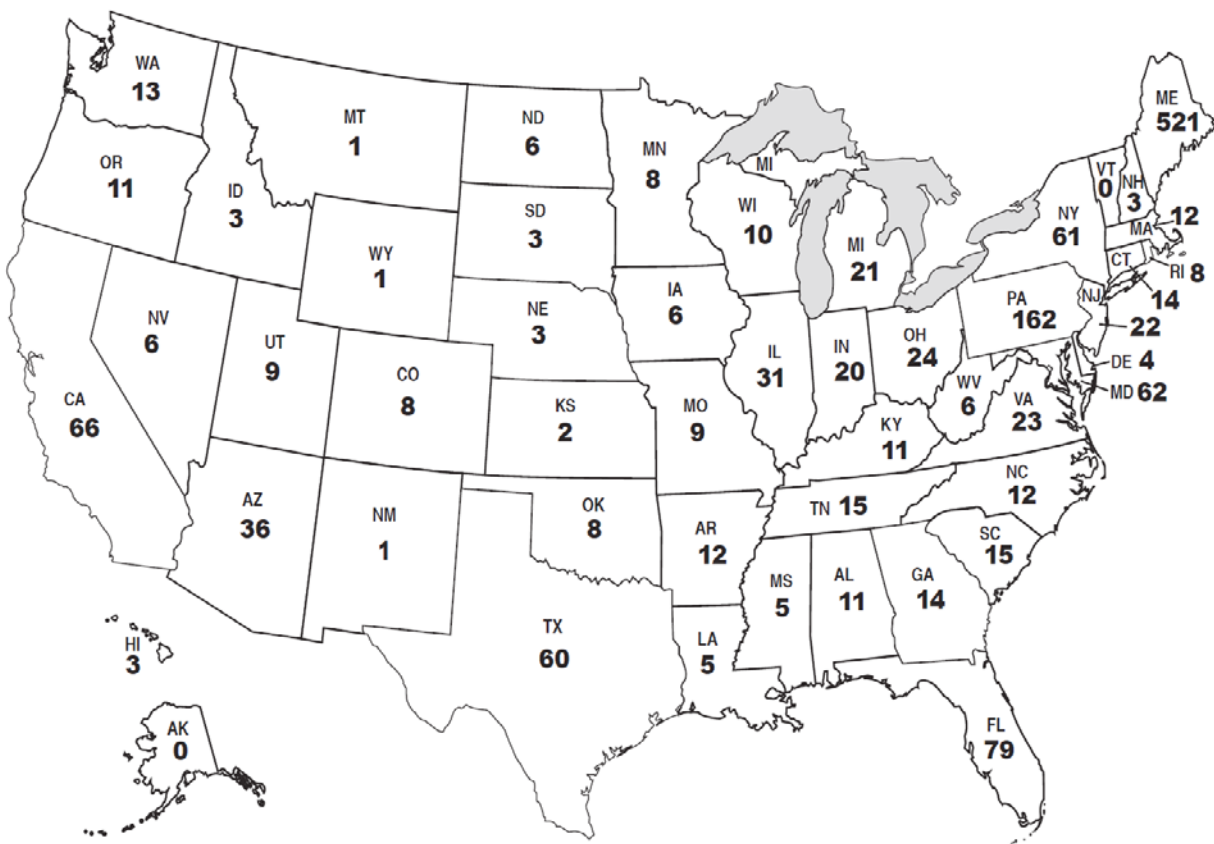 WA
13
MT
1
ND
6
MN
8
MI
ME
521
OR
11
ID
3
SD
3
WI
10
MI
21
VT
0
NH
3
NY
61
MA
12
WY
1
CT
14
RI 8
NV
6
UT
9
CO
8
NE
3
IA
6
IL
31
IN
20
OH
24
PA
162
NJ
22
DE 4
MD 62
WV
6
VA
23
CA
66
KS
2
MO
9
KY
11
AZ
36
NM
1
OK
8
AR
12
TN 15
NC
12
SC
15
MS
5
AL
11
GA
14
HI
3
TX
60
LA
5
FL
79
AK
0